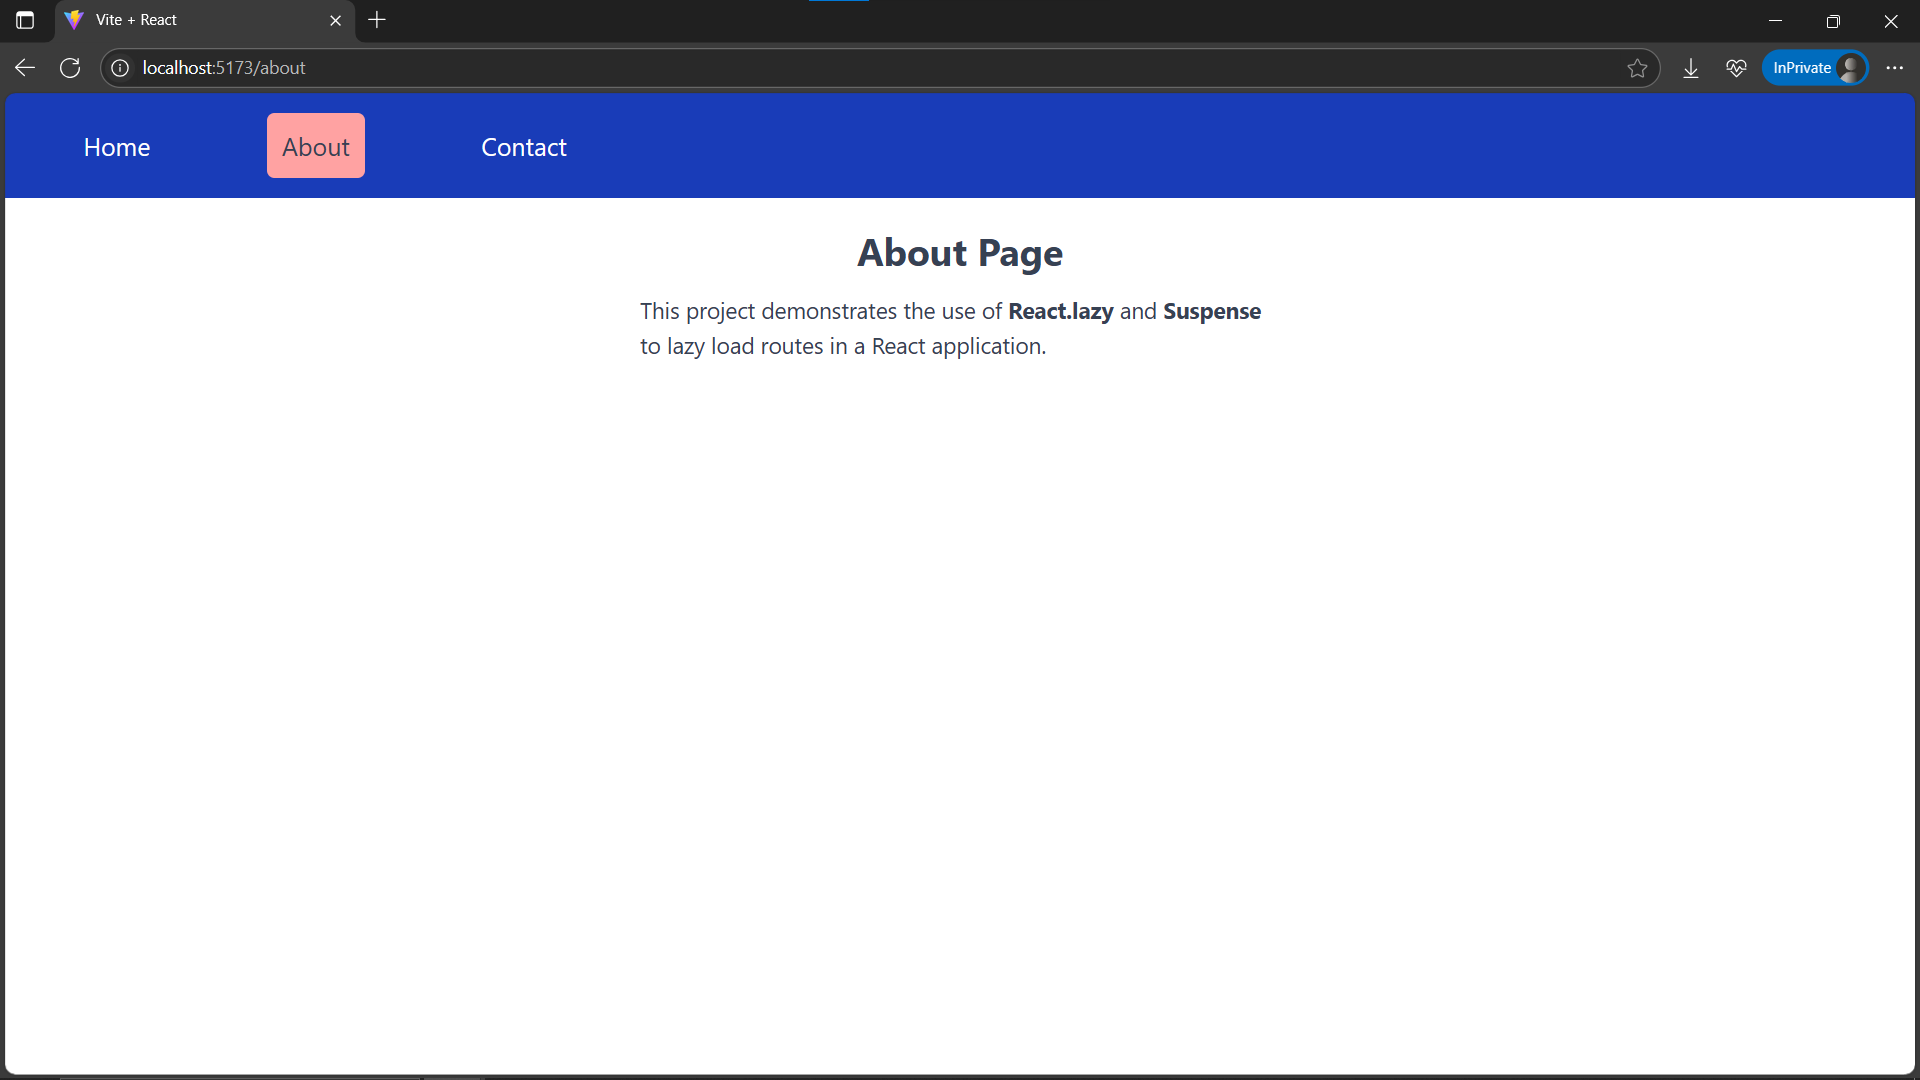 Vite + React
localhost:5173/about
InPrivate
Home
About
Contact
About Page
This project demonstrates the use of React.lazy and Suspense
to lazy load routes in a React application.